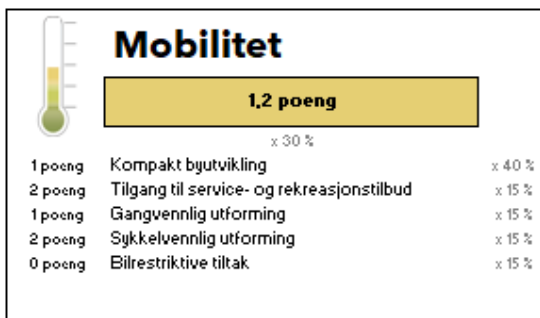 Mobilitet
1,2 poeng
x 30 %
1 poeng Kompakt byutvikling x 40 %
2 poeng Tilgang til service- og rekreasjonstilbud x 15 %
1 poeng Gangvennlig utforming x 15 %
2 poeng Sykkelvennlig utforming x 15 %
0 poeng Bilrestriktive tiltak x 15 %